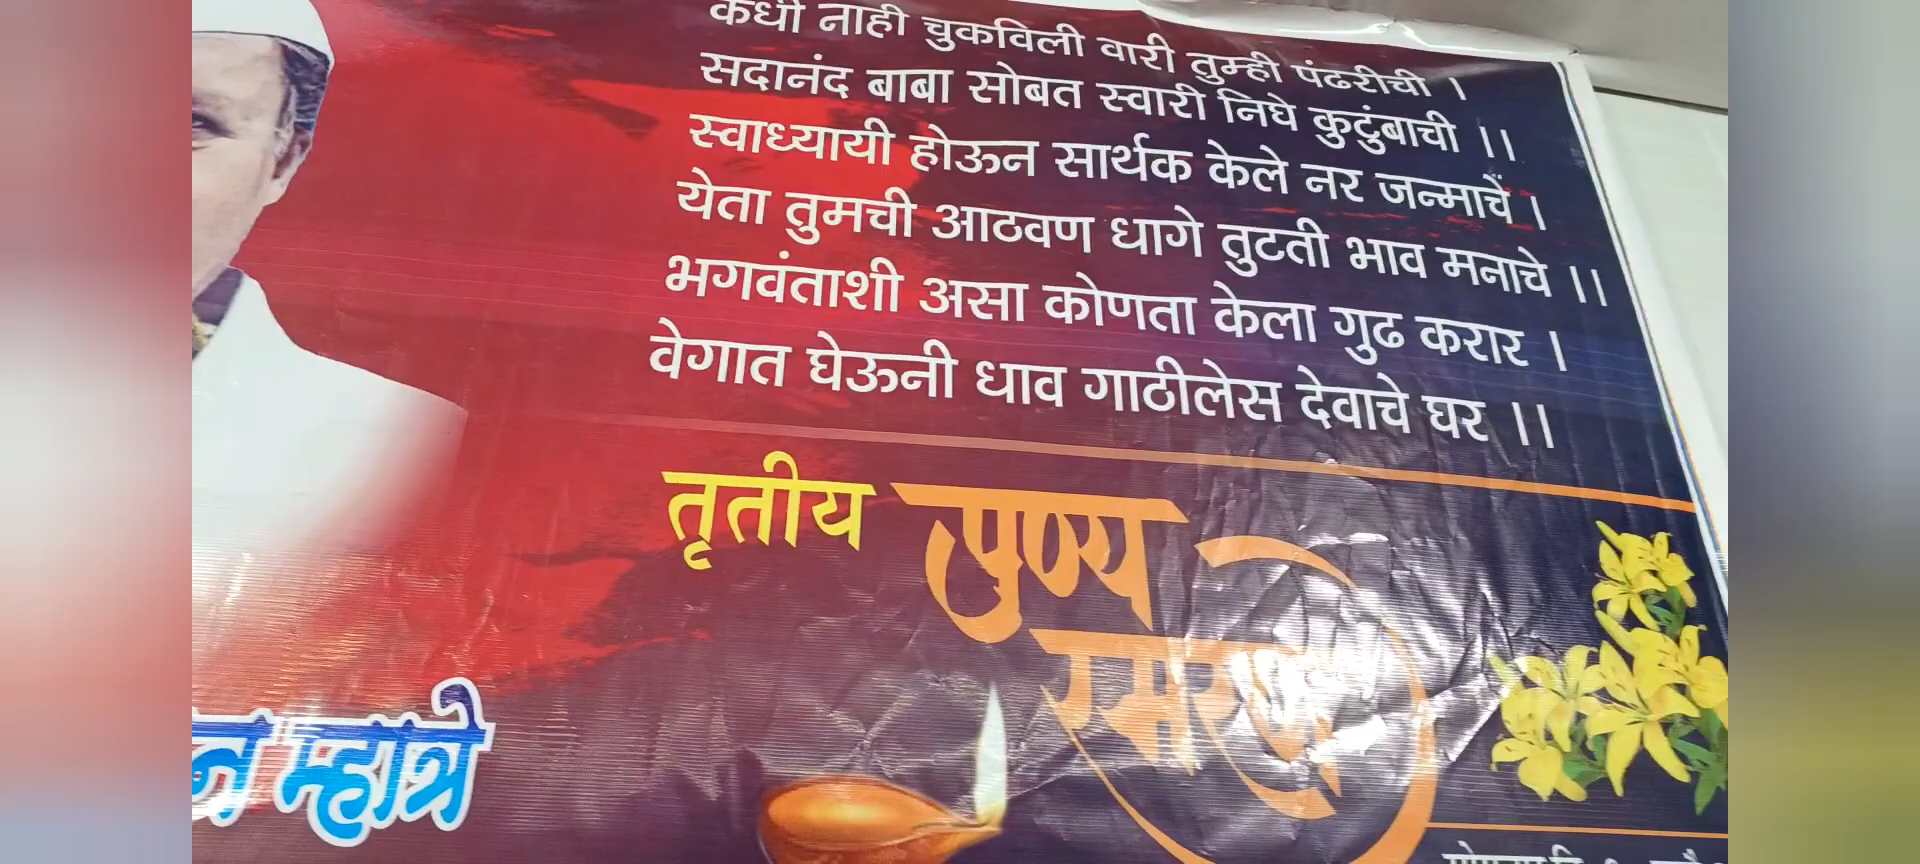 कधी नाही चुकविली वारी तुम्ही पंढरीची ।
सदानंद बाबा सोबत स्वारी निघे कुटुंबाची ।।
स्वाध्यायी होऊन सार्थक केले नर जन्माचें ।
येता तुमची आठवण धागे तुटती भाव मनाचे ।।
भगवंताशी असा कोणता केला गुढ करार ।
वेगात घेऊनी धाव गाठीलेस देवाचे घर ।।
तृतीय पुण्य
स्मरण
म्हात्रे